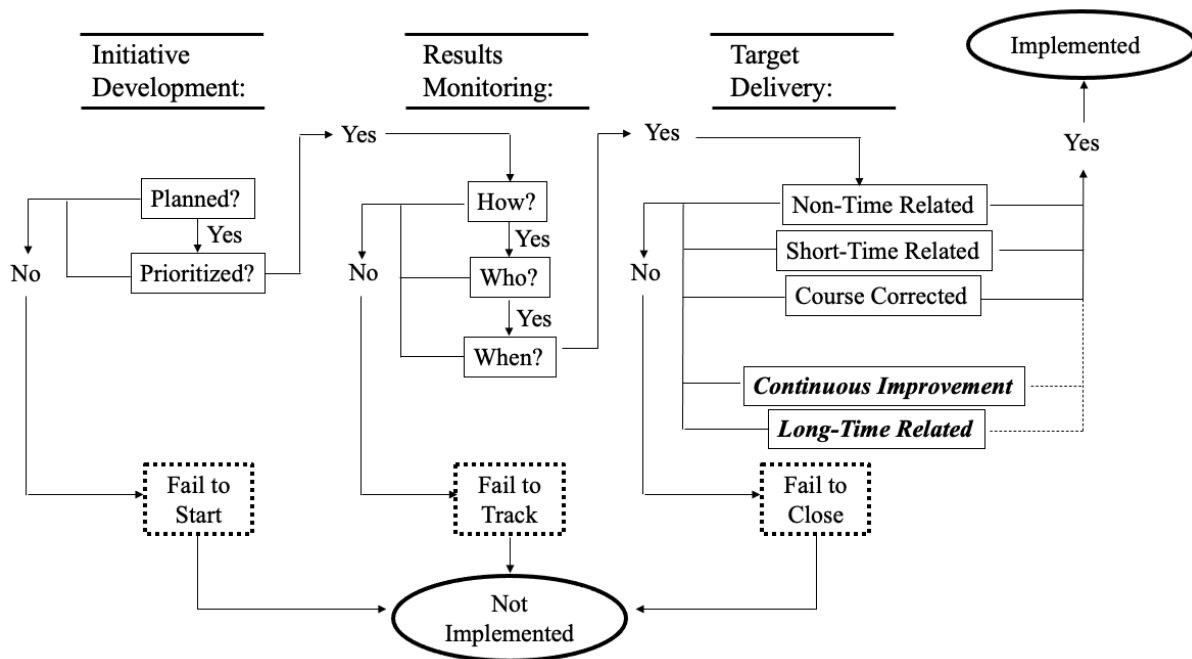 Initiative
Development:
Results
Monitoring:
Target
Delivery:
Implemented
Yes
Yes
Yes
Planned?
Yes
Prioritized?
No
How?
Yes
Who?
Yes
When?
No
Non-Time Related
Short-Time Related
Course Corrected
No
Continuous Improvement
Long-Time Related
Fail to
Start
Fail to
Track
Fail to
Close
Not
Implemented